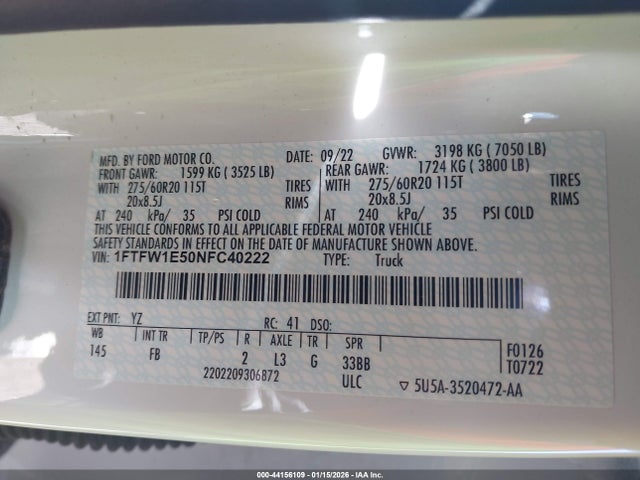 MFD. BY FORD MOTOR CO. DATE: 09/22 GVWR: 3198 KG ( 7050 LB)
FRONT GAWR: 1599 KG ( 3525 LB) REAR GAWR: 1724 KG ( 3800 LB)
WITH 275/60R20 115T TIRES WITH 275/60R20 115T TIRES
20x8.5J RIMS 20x8.5J RIMS
AT 240 kPa/ 35 PSI COLD AT 240 kPa/ 35 PSI COLD
THIS VEHICLE CONFORMS TO ALL APPLICABLE FEDERAL MOTOR VEHICLE
SAFETY STANDARDS IN EFFECT ON THE DATE OF MANUFACTURE SHOWN ABOVE.
VIN: 1FTFW1E50NFC40222 TYPE: Truck
EXT PNT: YZ RC: 41 DSO:
WB INT TR TP/PS R AXLE TR SPR
145 FB 2 L3 G 33BB
F0126
T0722
2202209306872 ULC 5U5A-3520472-AA
000-44156109 - 01/15/2026 - IAA Inc.